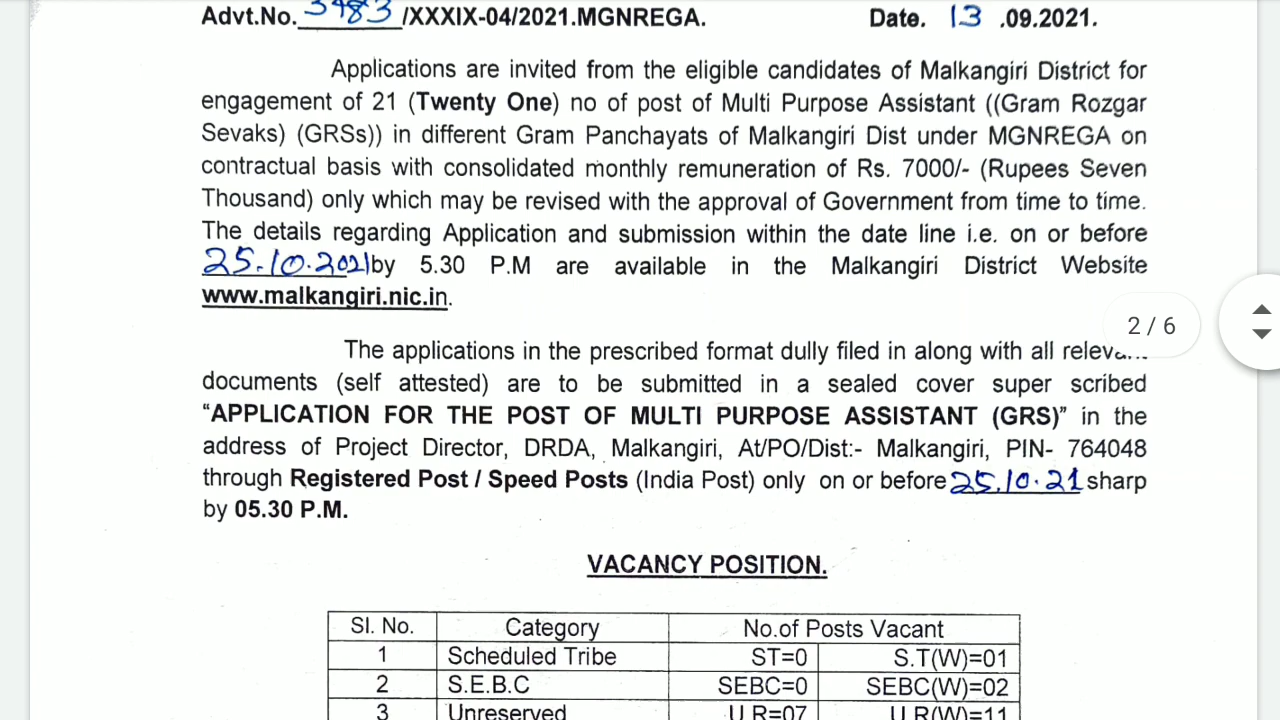 Advt.No. 3483 /XXXIX-04/2021.MGNREGA. Date. 13 .09.2021.
Applications are invited from the eligible candidates of Malkangiri District for
engagement of 21 (Twenty One) no of post of Multi Purpose Assistant ((Gram Rozgar
Sevaks) (GRSs)) in different Gram Panchayats of Malkangiri Dist under MGNREGA on
contractual basis with consolidated monthly remuneration of Rs. 7000/- (Rupees Seven
Thousand) only which may be revised with the approval of Government from time to time.
The details regarding Application and submission within the date line i.e. on or before
25.10.2021 by 5.30 P.M are available in the Malkangiri District Website
www.malkangiri.nic.in.
2 / 6
The applications in the prescribed format dully filed in along with all
documents (self attested) are to be submitted in a sealed cover super scribed
“APPLICATION FOR THE POST OF MULTI PURPOSE ASSISTANT (GRS)” in the
address of Project Director, DRDA, Malkangiri, At/PO/Dist:- Malkangiri, PIN- 764048
through Registered Post / Speed Posts (India Post) only on or before 25.10.21 sharp
by 05.30 P.M.
VACANCY POSITION.
Sl. No. Category No.of Posts Vacant
1 Scheduled Tribe ST=0 S.T(W)=01
2 S.E.B.C SEBC=0 SEBC(W)=02
3 Unreserved U.R=07 U.R(W)=11